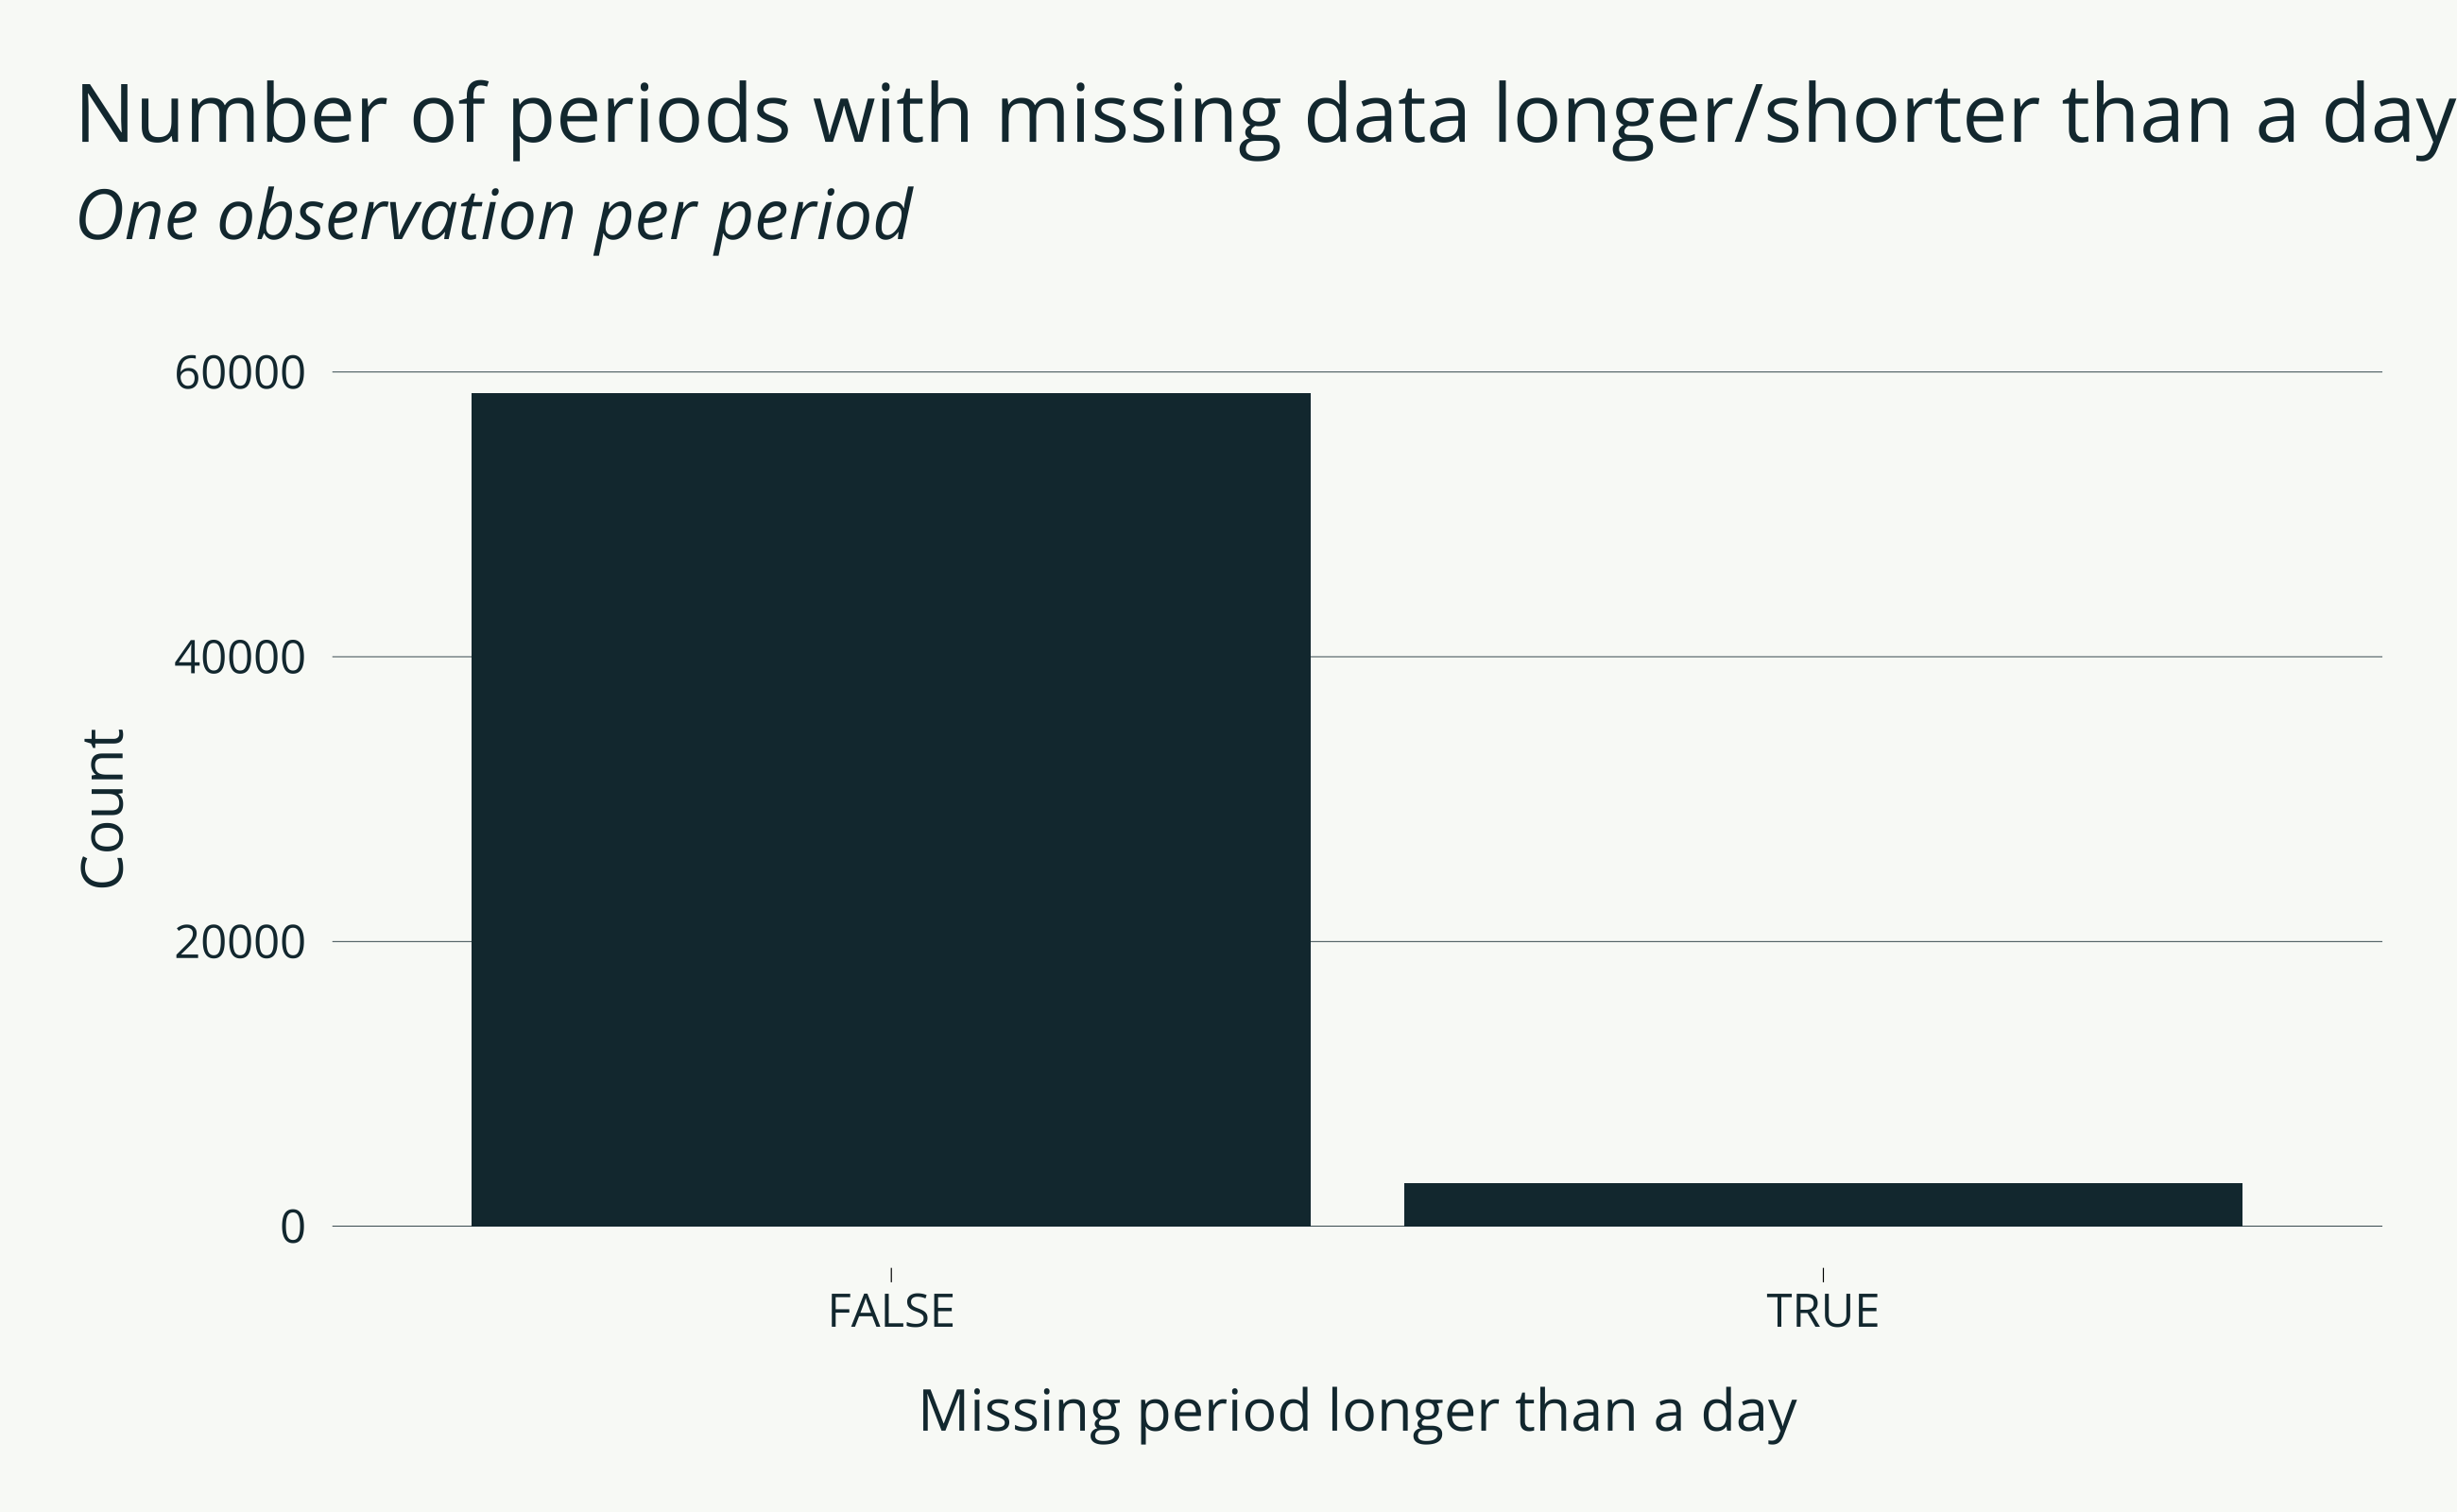 Number of periods with missing data longer/shorter than a day
One observation per period
60000
40000
20000
0
Count
FALSE
TRUE
Missing period longer than a day